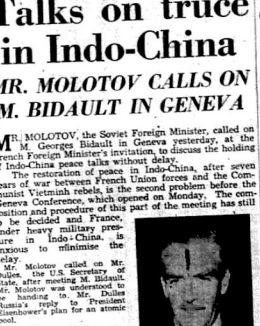 Talks on truce
in Indo-China
MR. MOLOTOV CALLS ON
M. BIDAULT IN GENEVA
MR. MOLOTOV, the Soviet Foreign Minister, called on
M. Georges Bidault in Geneva yesterday, at the
French Foreign Minister's invitation, to discuss the holding
of Indo-China peace talks without delay.
The restoration of peace in Indo-China, after seven
years of war between French Union forces and the Com-
munist Vietminh rebels, is the second problem before the
Geneva Conference, which opened on Monday. The com-
position and procedure of this part of the meeting has still
to be decided and France,
under heavy military pres-
sure in Indo-China, is
anxious to minimise the
delay.
Mr. Molotov called on Mr.
Dulles, the U.S. Secretary of
State, after meeting M. Bidault.
Mr. Molotov was understood to
be handing to Mr. Dulles
Russia's reply to President
Eisenhower's plan for an atomic
pool.